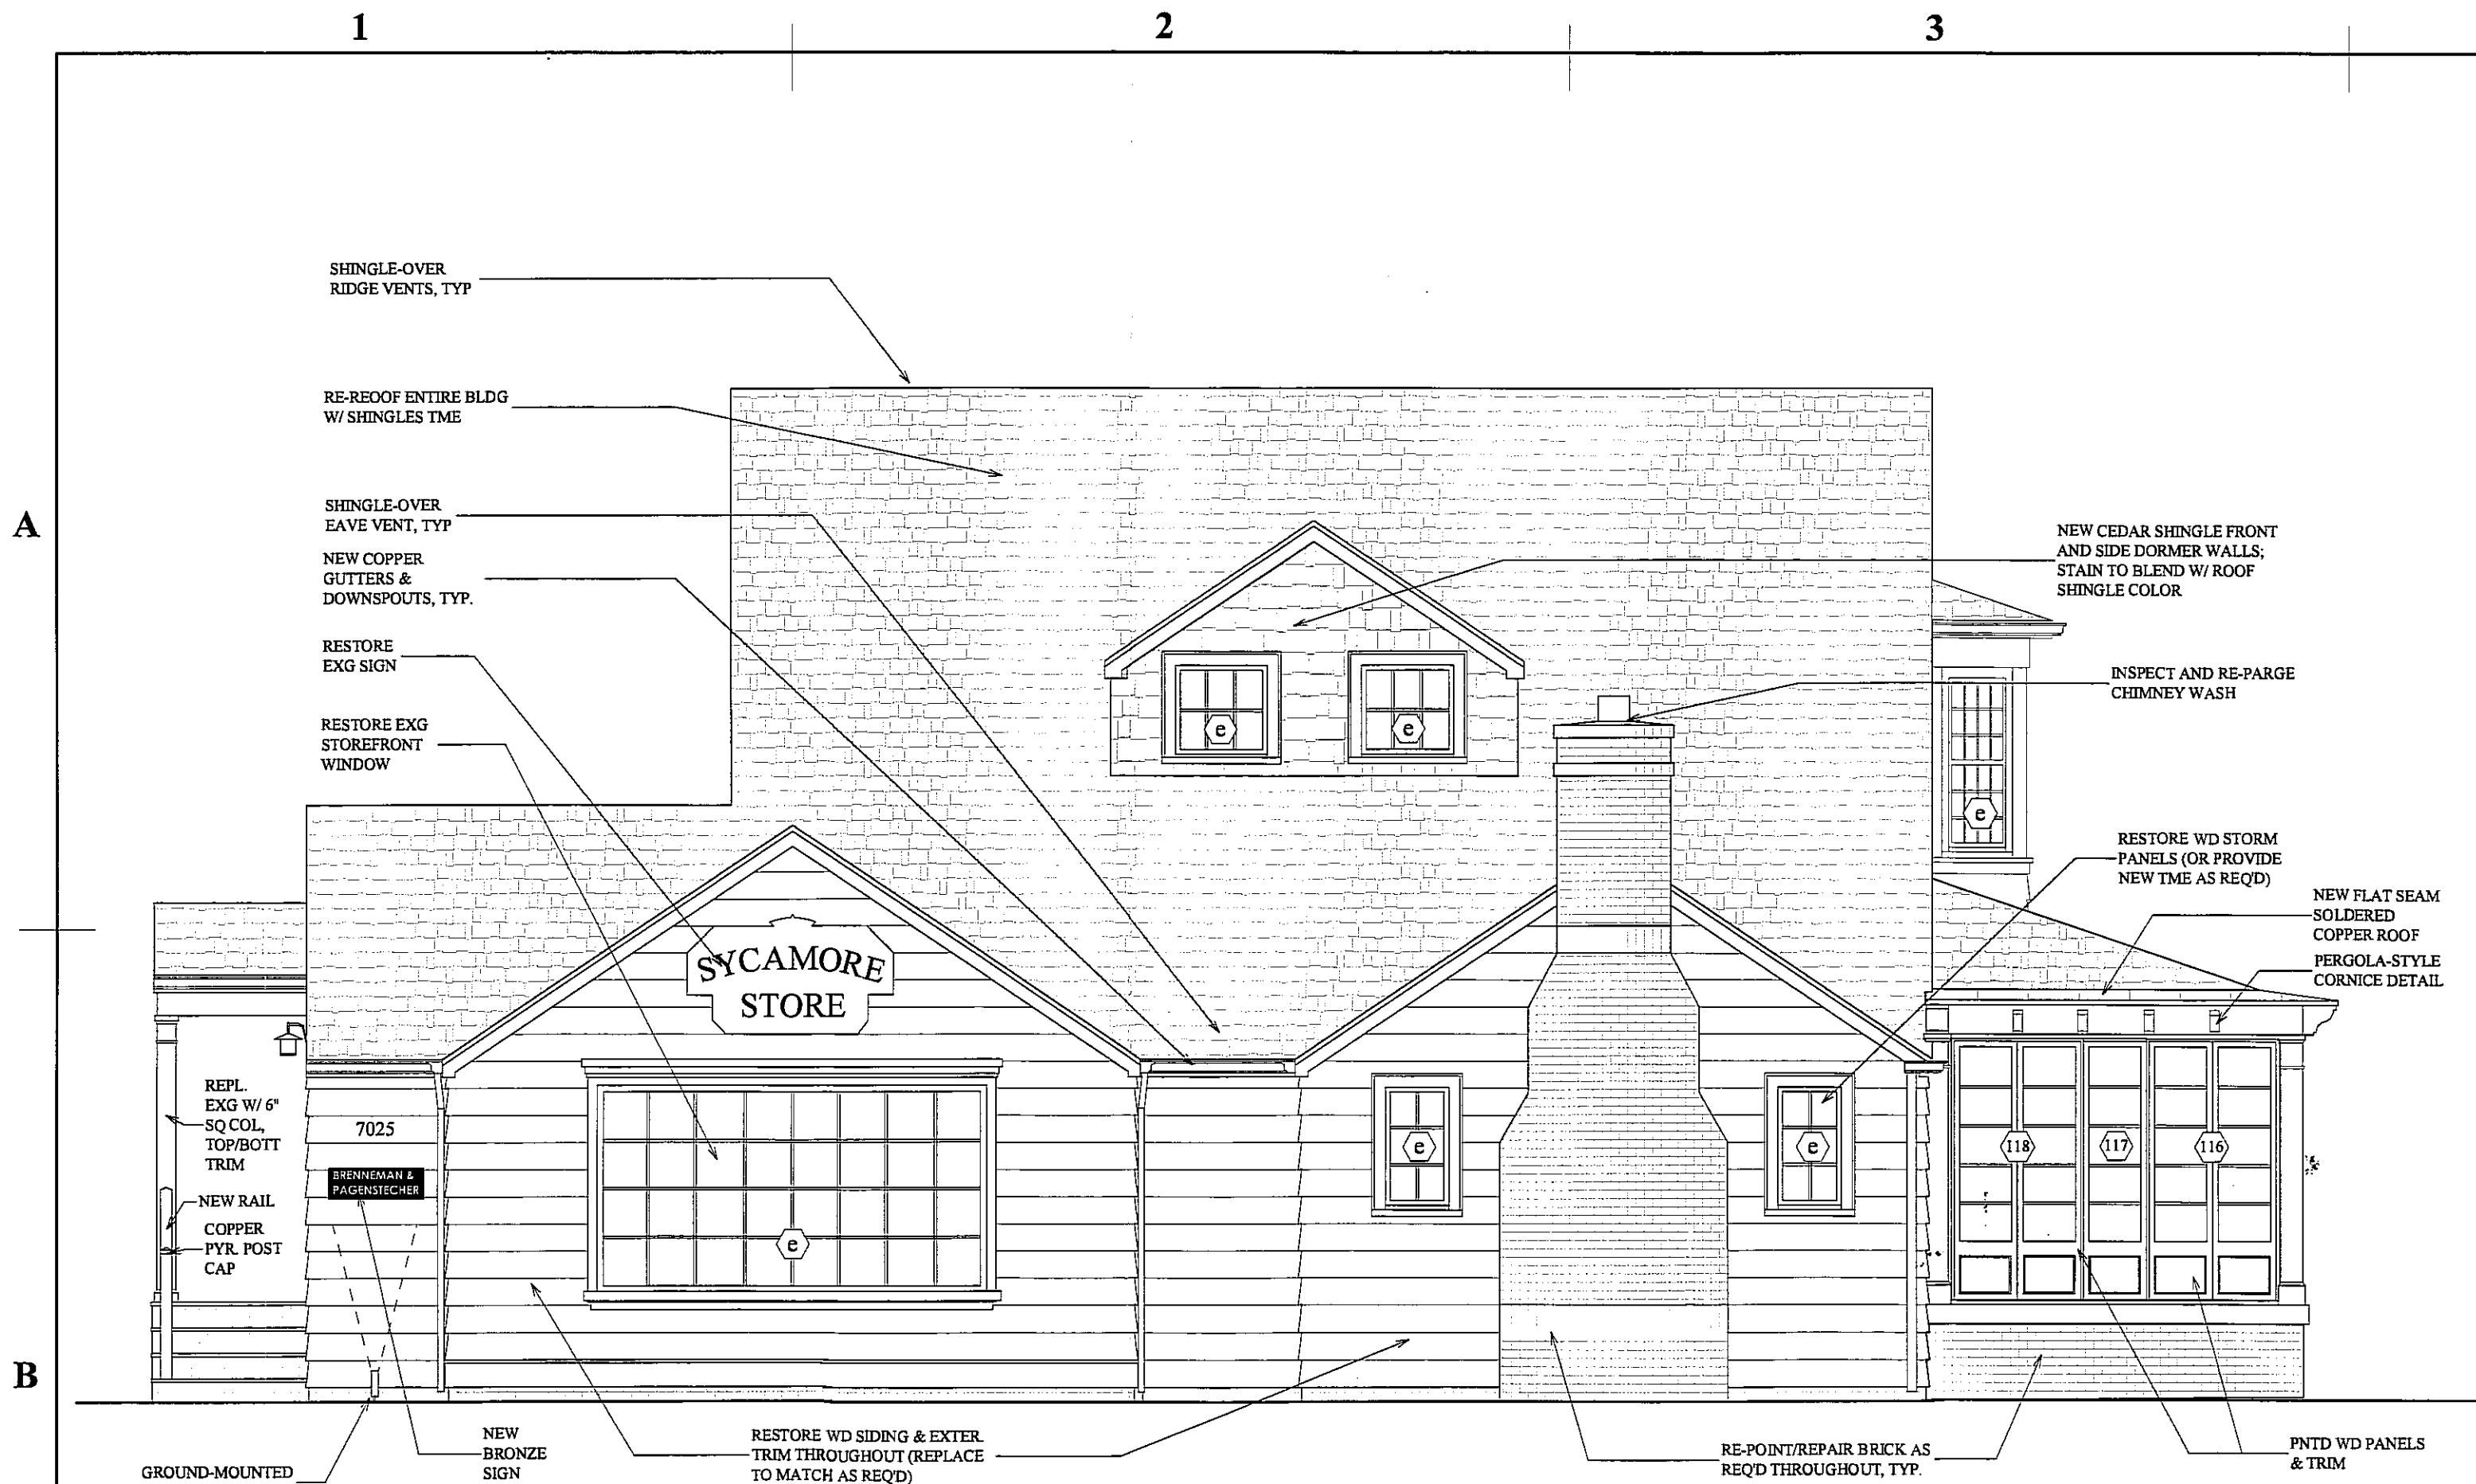 1 2 3
A
B
SHINGLE-OVER
RIDGE VENTS, TYP
RE-REOOF ENTIRE BLDG
W/ SHINGLES TME
SHINGLE-OVER
EAVE VENT, TYP
NEW COPPER
GUTTERS &
DOWNSPOUTS, TYP.
RESTORE
EXG SIGN
RESTORE EXG
STOREFRONT
WINDOW
NEW CEDAR SHINGLE FRONT
AND SIDE DORMER WALLS;
STAIN TO BLEND W/ ROOF
SHINGLE COLOR
INSPECT AND RE-PARGE
CHIMNEY WASH
RESTORE WD STORM
PANELS (OR PROVIDE
NEW TME AS REQ'D)
NEW FLAT SEAM
SOLDERED
COPPER ROOF
PERGOLA-STYLE
CORNICE DETAIL
e e
e
SYCAMORE
STORE
REPL.
EXG W/ 6"
SQ COL,
TOP/BOTT
TRIM
7025
BRENNEMAN &
PAGENSTECHER
NEW RAIL
COPPER
PYR. POST
CAP
e
e
e
118 117 116
GROUND-MOUNTED
NEW
BRONZE
SIGN
RESTORE WD SIDING & EXTER.
TRIM THROUGHOUT (REPLACE
TO MATCH AS REQ'D)
RE-POINT/REPAIR BRICK AS
REQ'D THROUGHOUT, TYP.
PNTD WD PANELS
& TRIM